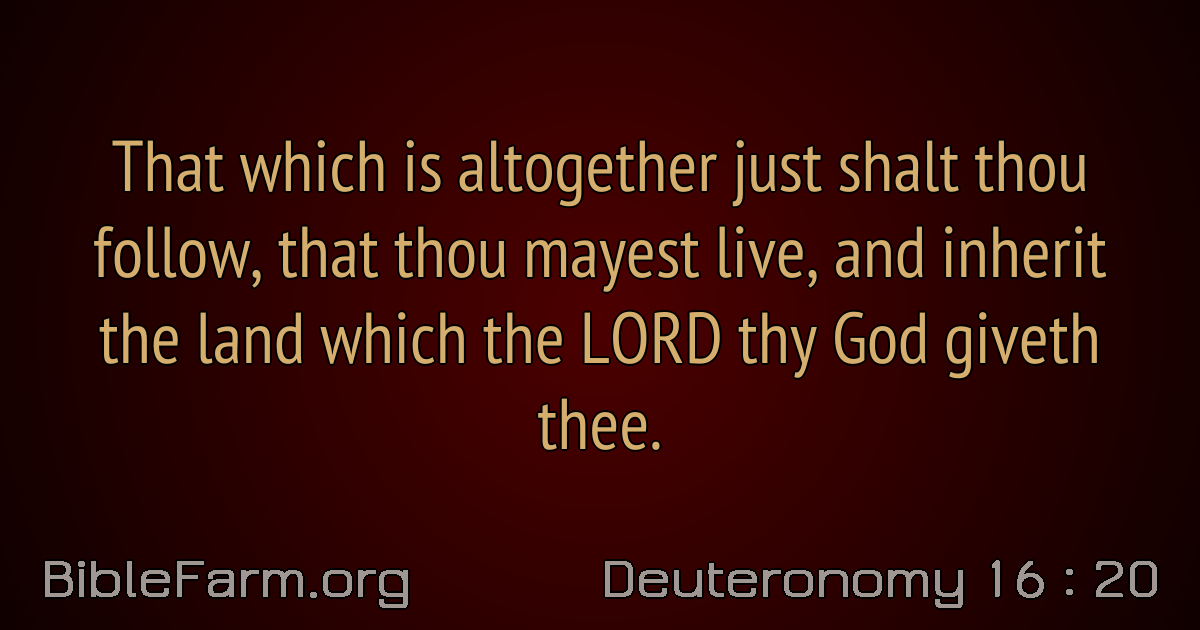 That which is altogether just shalt thou
follow, that thou mayest live, and inherit
the land which the LORD thy God giveth
thee.
BibleFarm.org
Deuteronomy 16 : 20